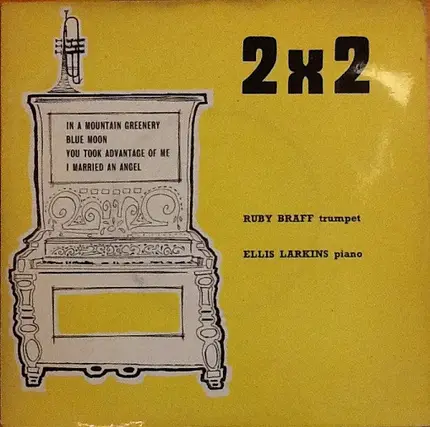 2x2
IN A MOUNTAIN GREENERY
BLUE MOON
YOU TOOK ADVANTAGE OF ME
I MARRIED AN ANGEL
RUBY BRAFF trumpet
ELLIS LARKINS piano